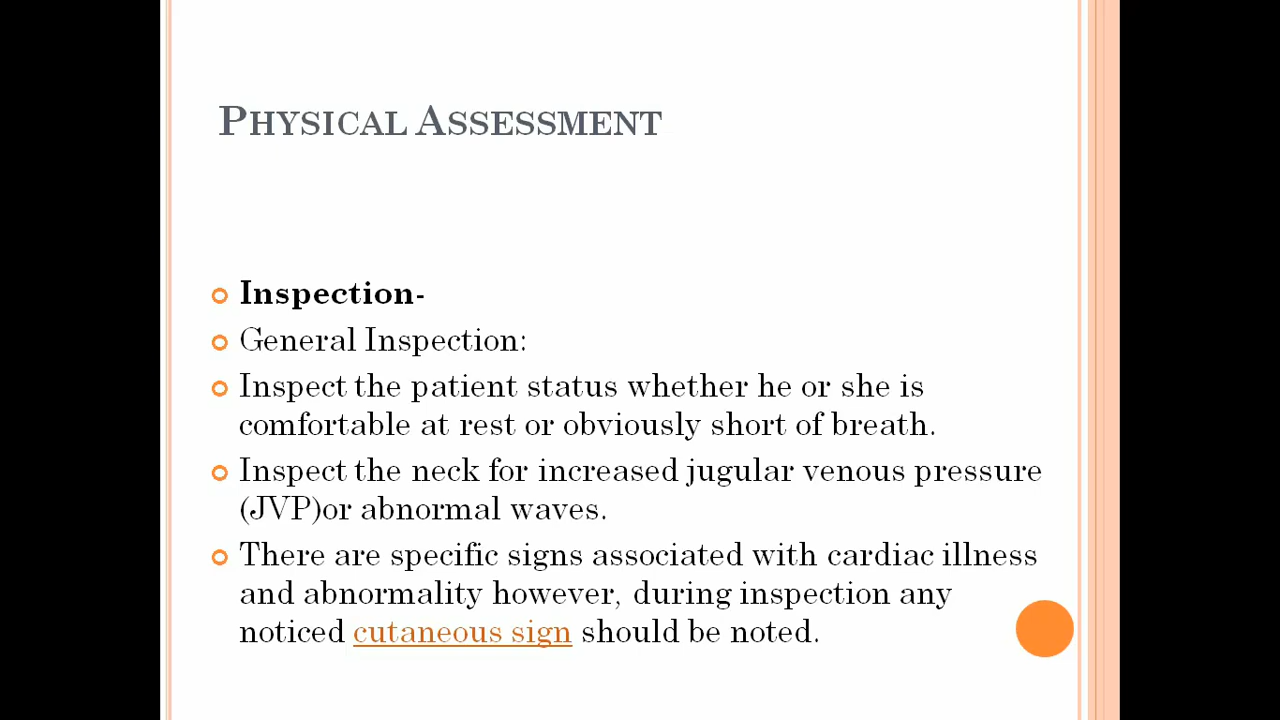 PHYSICAL ASSESSMENT
Inspection-
General Inspection:
Inspect the patient status whether he or she is
comfortable at rest or obviously short of breath.
Inspect the neck for increased jugular venous pressure
(JVP)or abnormal waves.
There are specific signs associated with cardiac illness
and abnormality however, during inspection any
noticed cutaneous sign should be noted.